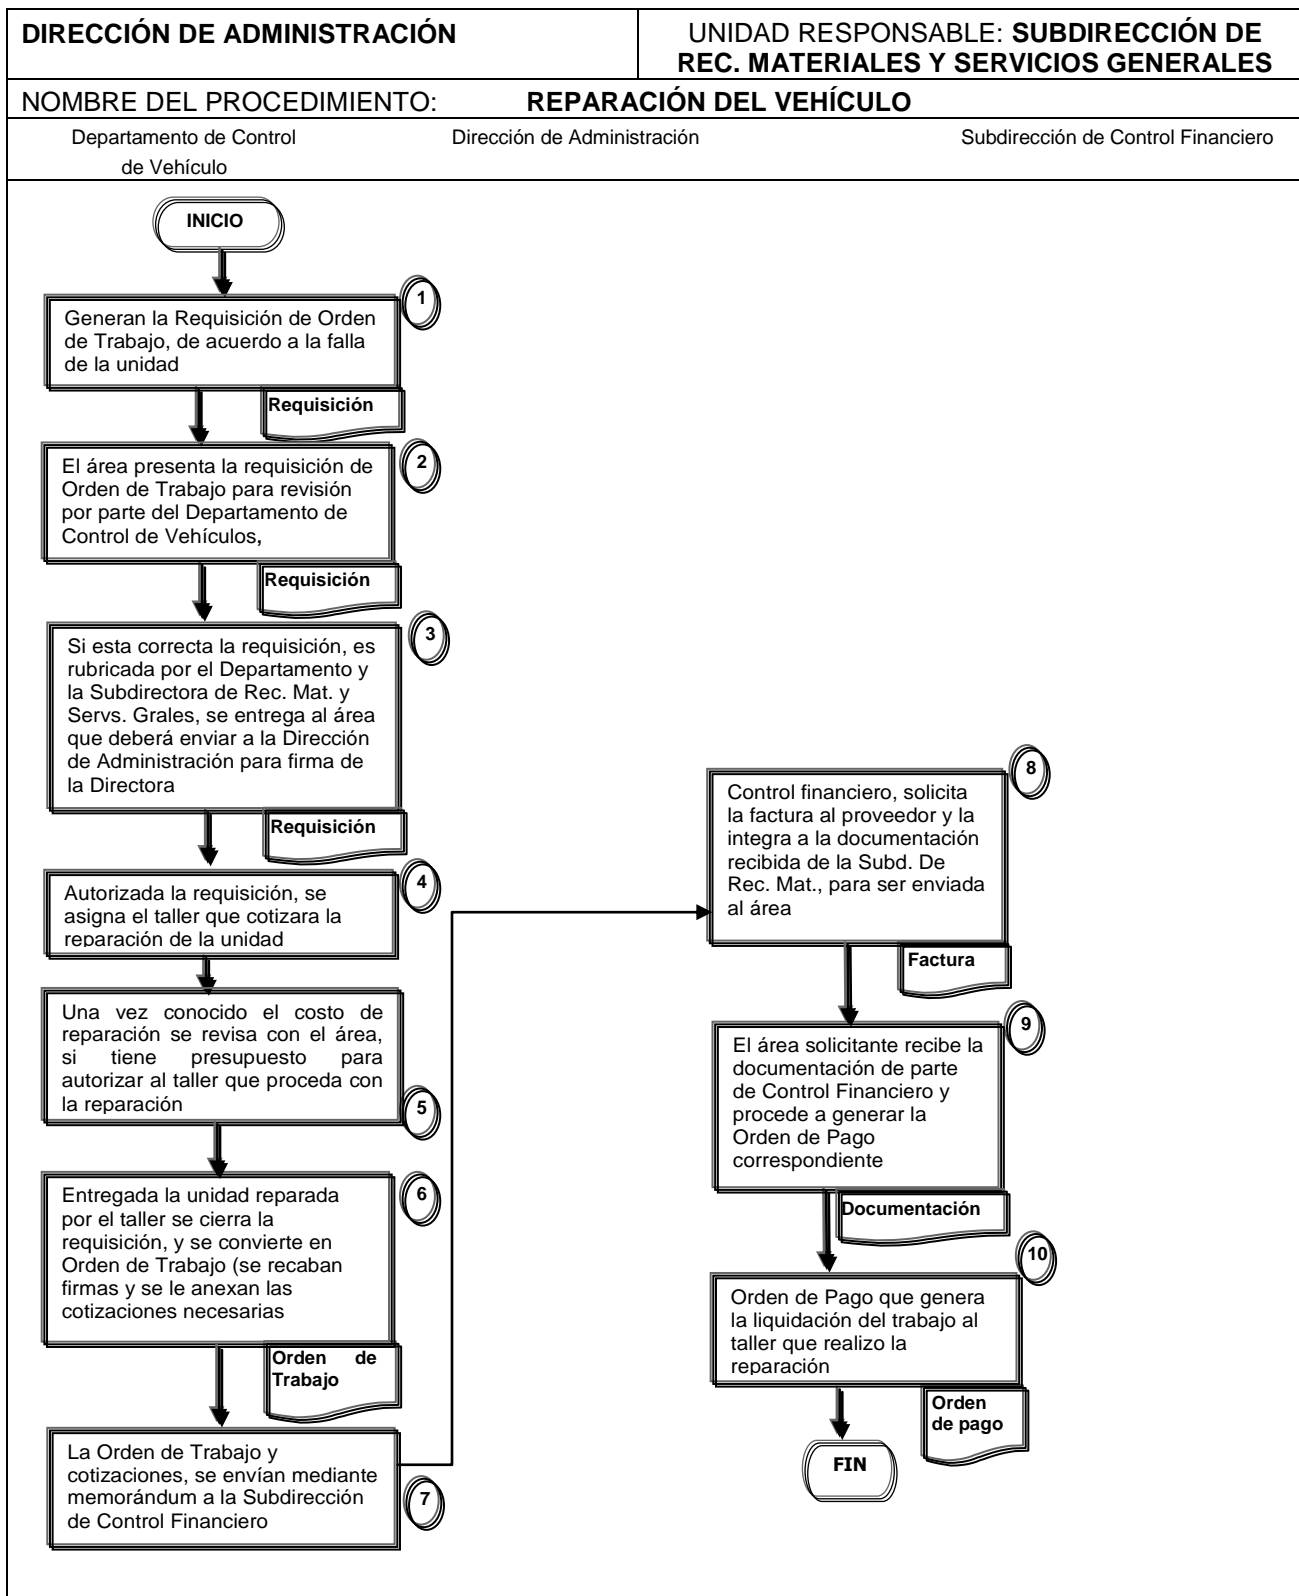 DIRECCIÓN DE ADMINISTRACIÓN
UNIDAD RESPONSABLE: SUBDIRECCIÓN DE
REC. MATERIALES Y SERVICIOS GENERALES
NOMBRE DEL PROCEDIMIENTO: REPARACIÓN DEL VEHÍCULO
Departamento de Control
de Vehículo
Dirección de Administración
Subdirección de Control Financiero
INICIO
1
Generan la Requisición de Orden
de Trabajo, de acuerdo a la falla
de la unidad
Requisición
2
El área presenta la requisición de
Orden de Trabajo para revisión
por parte del Departamento de
Control de Vehículos,
Requisición
3
Si esta correcta la requisición, es
rubricada por el Departamento y
la Subdirectora de Rec. Mat. y
Servs. Grales, se entrega al área
que deberá enviar a la Dirección
de Administración para firma de
la Directora
Requisición
4
Autorizada la requisición, se
asigna el taller que cotizara la
reparación de la unidad
Una vez conocido el costo de
reparación se revisa con el área,
si tiene presupuesto para
autorizar al taller que proceda con
la reparación
5
6
Entregada la unidad reparada
por el taller se cierra la
requisición, y se convierte en
Orden de Trabajo (se recaban
firmas y se le anexan las
cotizaciones necesarias
Orden de
Trabajo
La Orden de Trabajo y
cotizaciones, se envían mediante
memorándum a la Subdirección
de Control Financiero
7
8
Control financiero, solicita
la factura al proveedor y la
integra a la documentación
recibida de la Subd. De
Rec. Mat., para ser enviada
al área
Factura
9
El área solicitante recibe la
documentación de parte
de Control Financiero y
procede a generar la
Orden de Pago
correspondiente
Documentación
10
Orden de Pago que genera
la liquidación del trabajo al
taller que realizo la
reparación
Orden
de pago
FIN